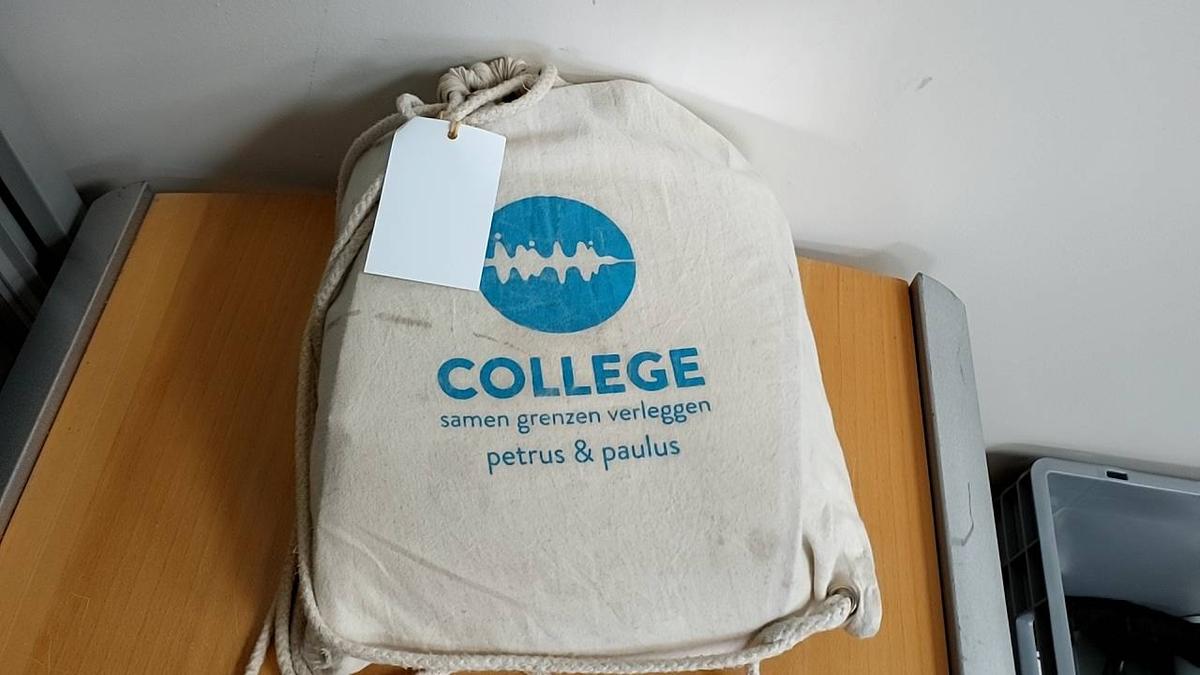 COLLEGE
samen grenzen verleggen
petrus & paulus